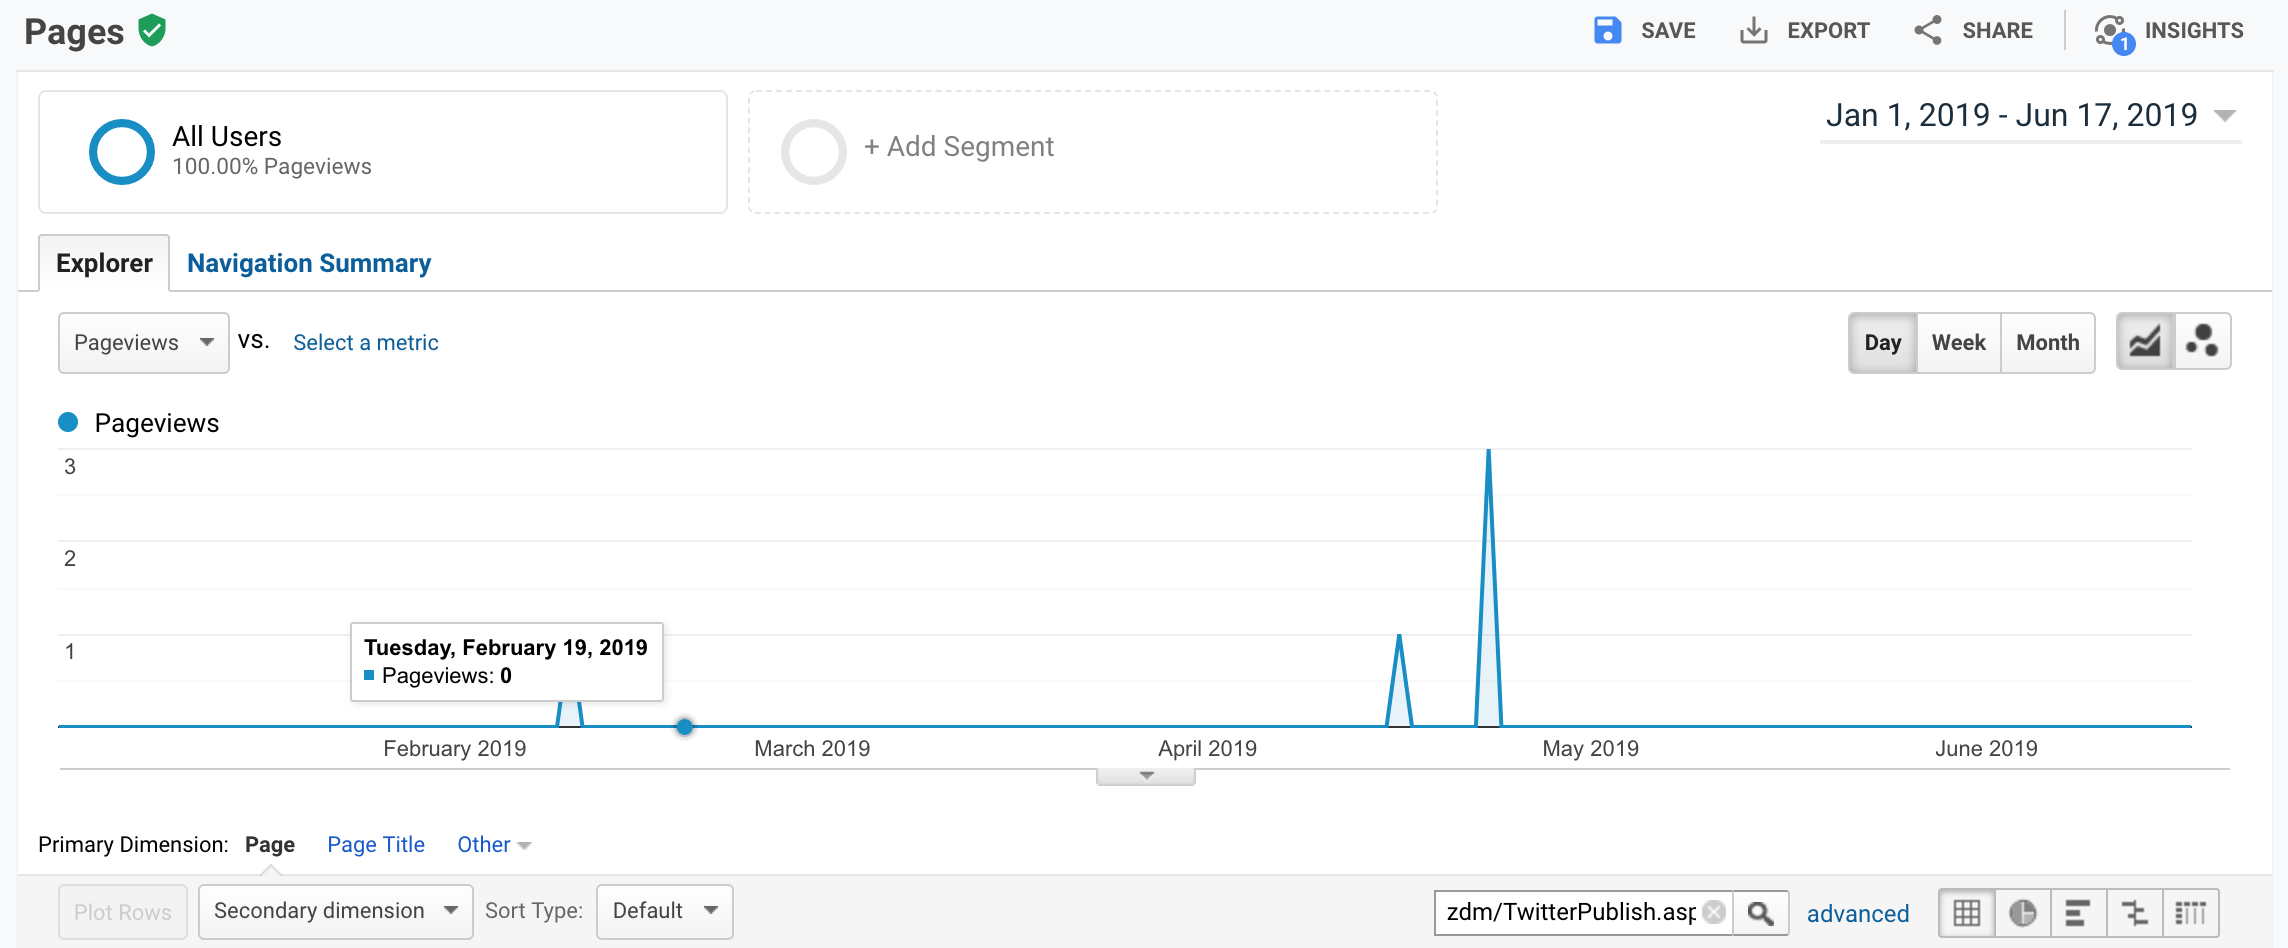 Pages
SAVE
EXPORT
SHARE
1
INSIGHTS
All Users
100.00% Pageviews
+ Add Segment
Jan 1, 2019 - Jun 17, 2019
Explorer
Navigation Summary
Pageviews
VS.
Select a metric
Day
Week
Month
Pageviews
3
2
1
Tuesday, February 19, 2019
Pageviews: 0
February 2019
March 2019
April 2019
May 2019
June 2019
Primary Dimension:
Page
Page Title
Other
Plot Rows
Secondary dimension
Sort Type:
Default
zdm/TwitterPublish.asp
advanced